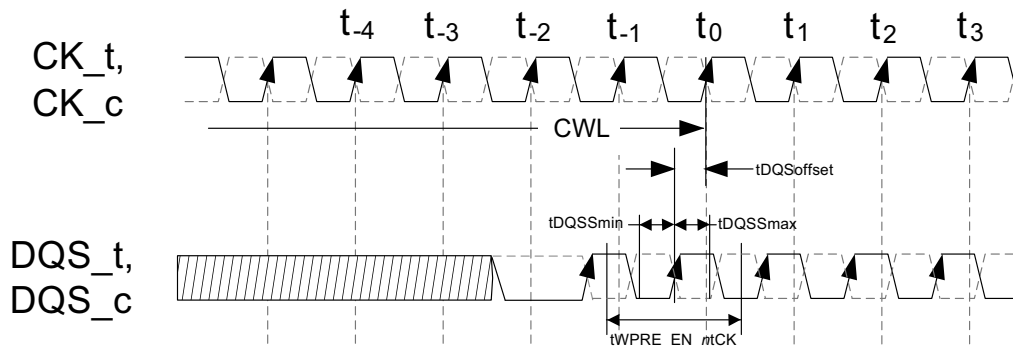 t-4 t-3 t-2 t-1 t0 t1 t2 t3
CK_t,
CK_c
CWL
tDQSoffset
tDQSSmin tDQSSmax
DQS_t,
DQS_c
tWPRE_EN_ntCK